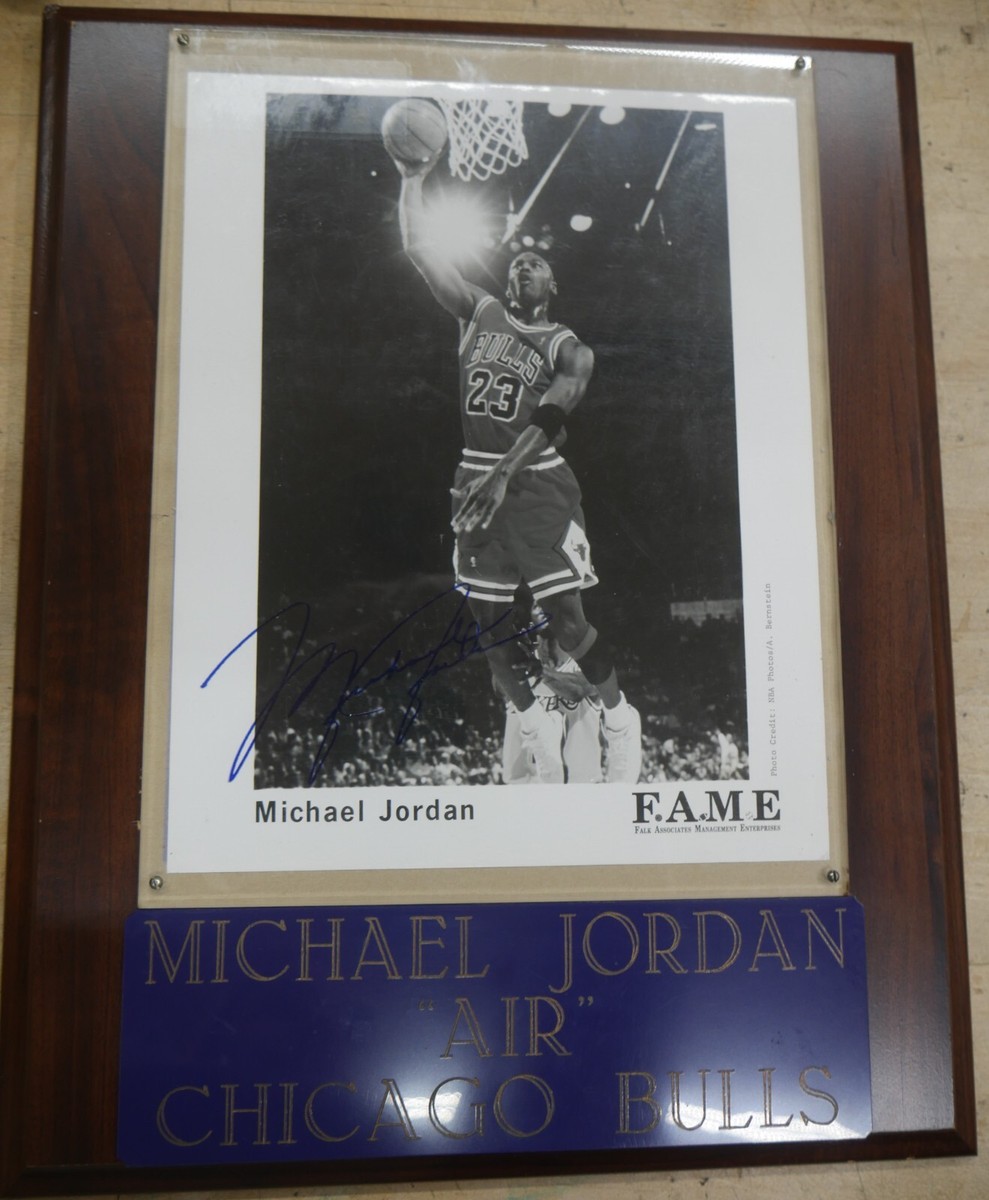 BULLS
23
Photo Credit: NBA Photos/A. Bernstein
Michael Jordan
F.A.M.E
FALK ASSOCIATES MANAGEMENT ENTERPRISES
MICHAEL JORDAN
"AIR"
CHICAGO BULLS